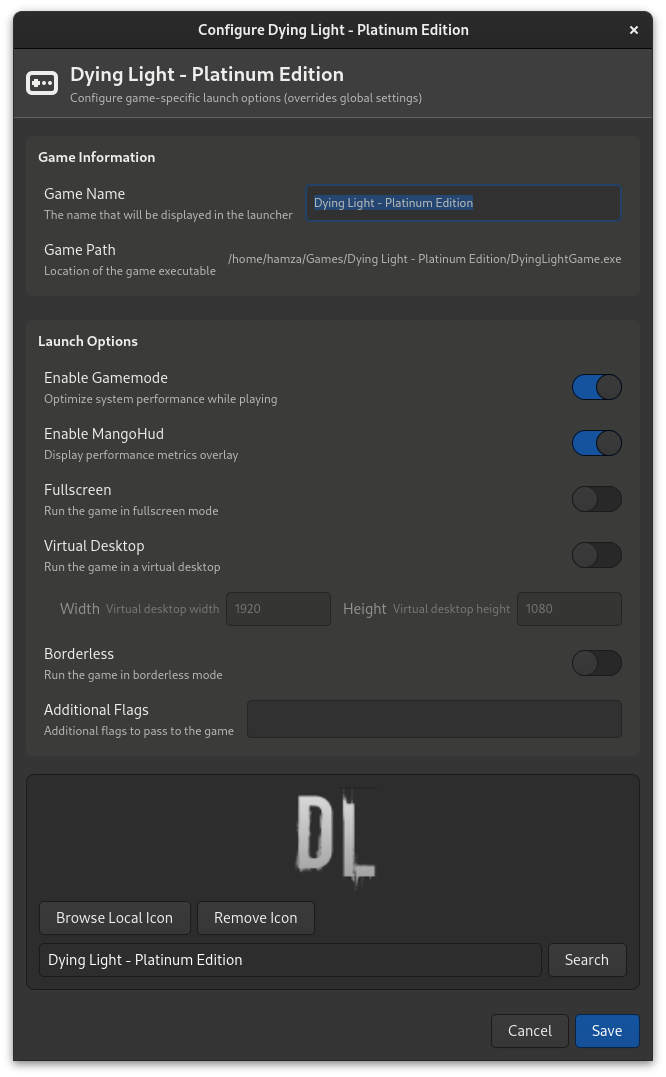 Configure Dying Light - Platinum Edition
×
Dying Light - Platinum Edition
Configure game-specific launch options (overrides global settings)
Game Information
Game Name
The name that will be displayed in the launcher
Dying Light - Platinum Edition
Game Path
Location of the game executable
/home/hamza/Games/Dying Light - Platinum Edition/DyingLightGame.exe
Launch Options
Enable Gamemode
Optimize system performance while playing
Enable MangoHud
Display performance metrics overlay
Fullscreen
Run the game in fullscreen mode
Virtual Desktop
Run the game in a virtual desktop
Width Virtual desktop width 1920 Height Virtual desktop height 1080
Borderless
Run the game in borderless mode
Additional Flags
Additional flags to pass to the game
DL
Browse Local Icon Remove Icon
Dying Light - Platinum Edition Search
Cancel Save